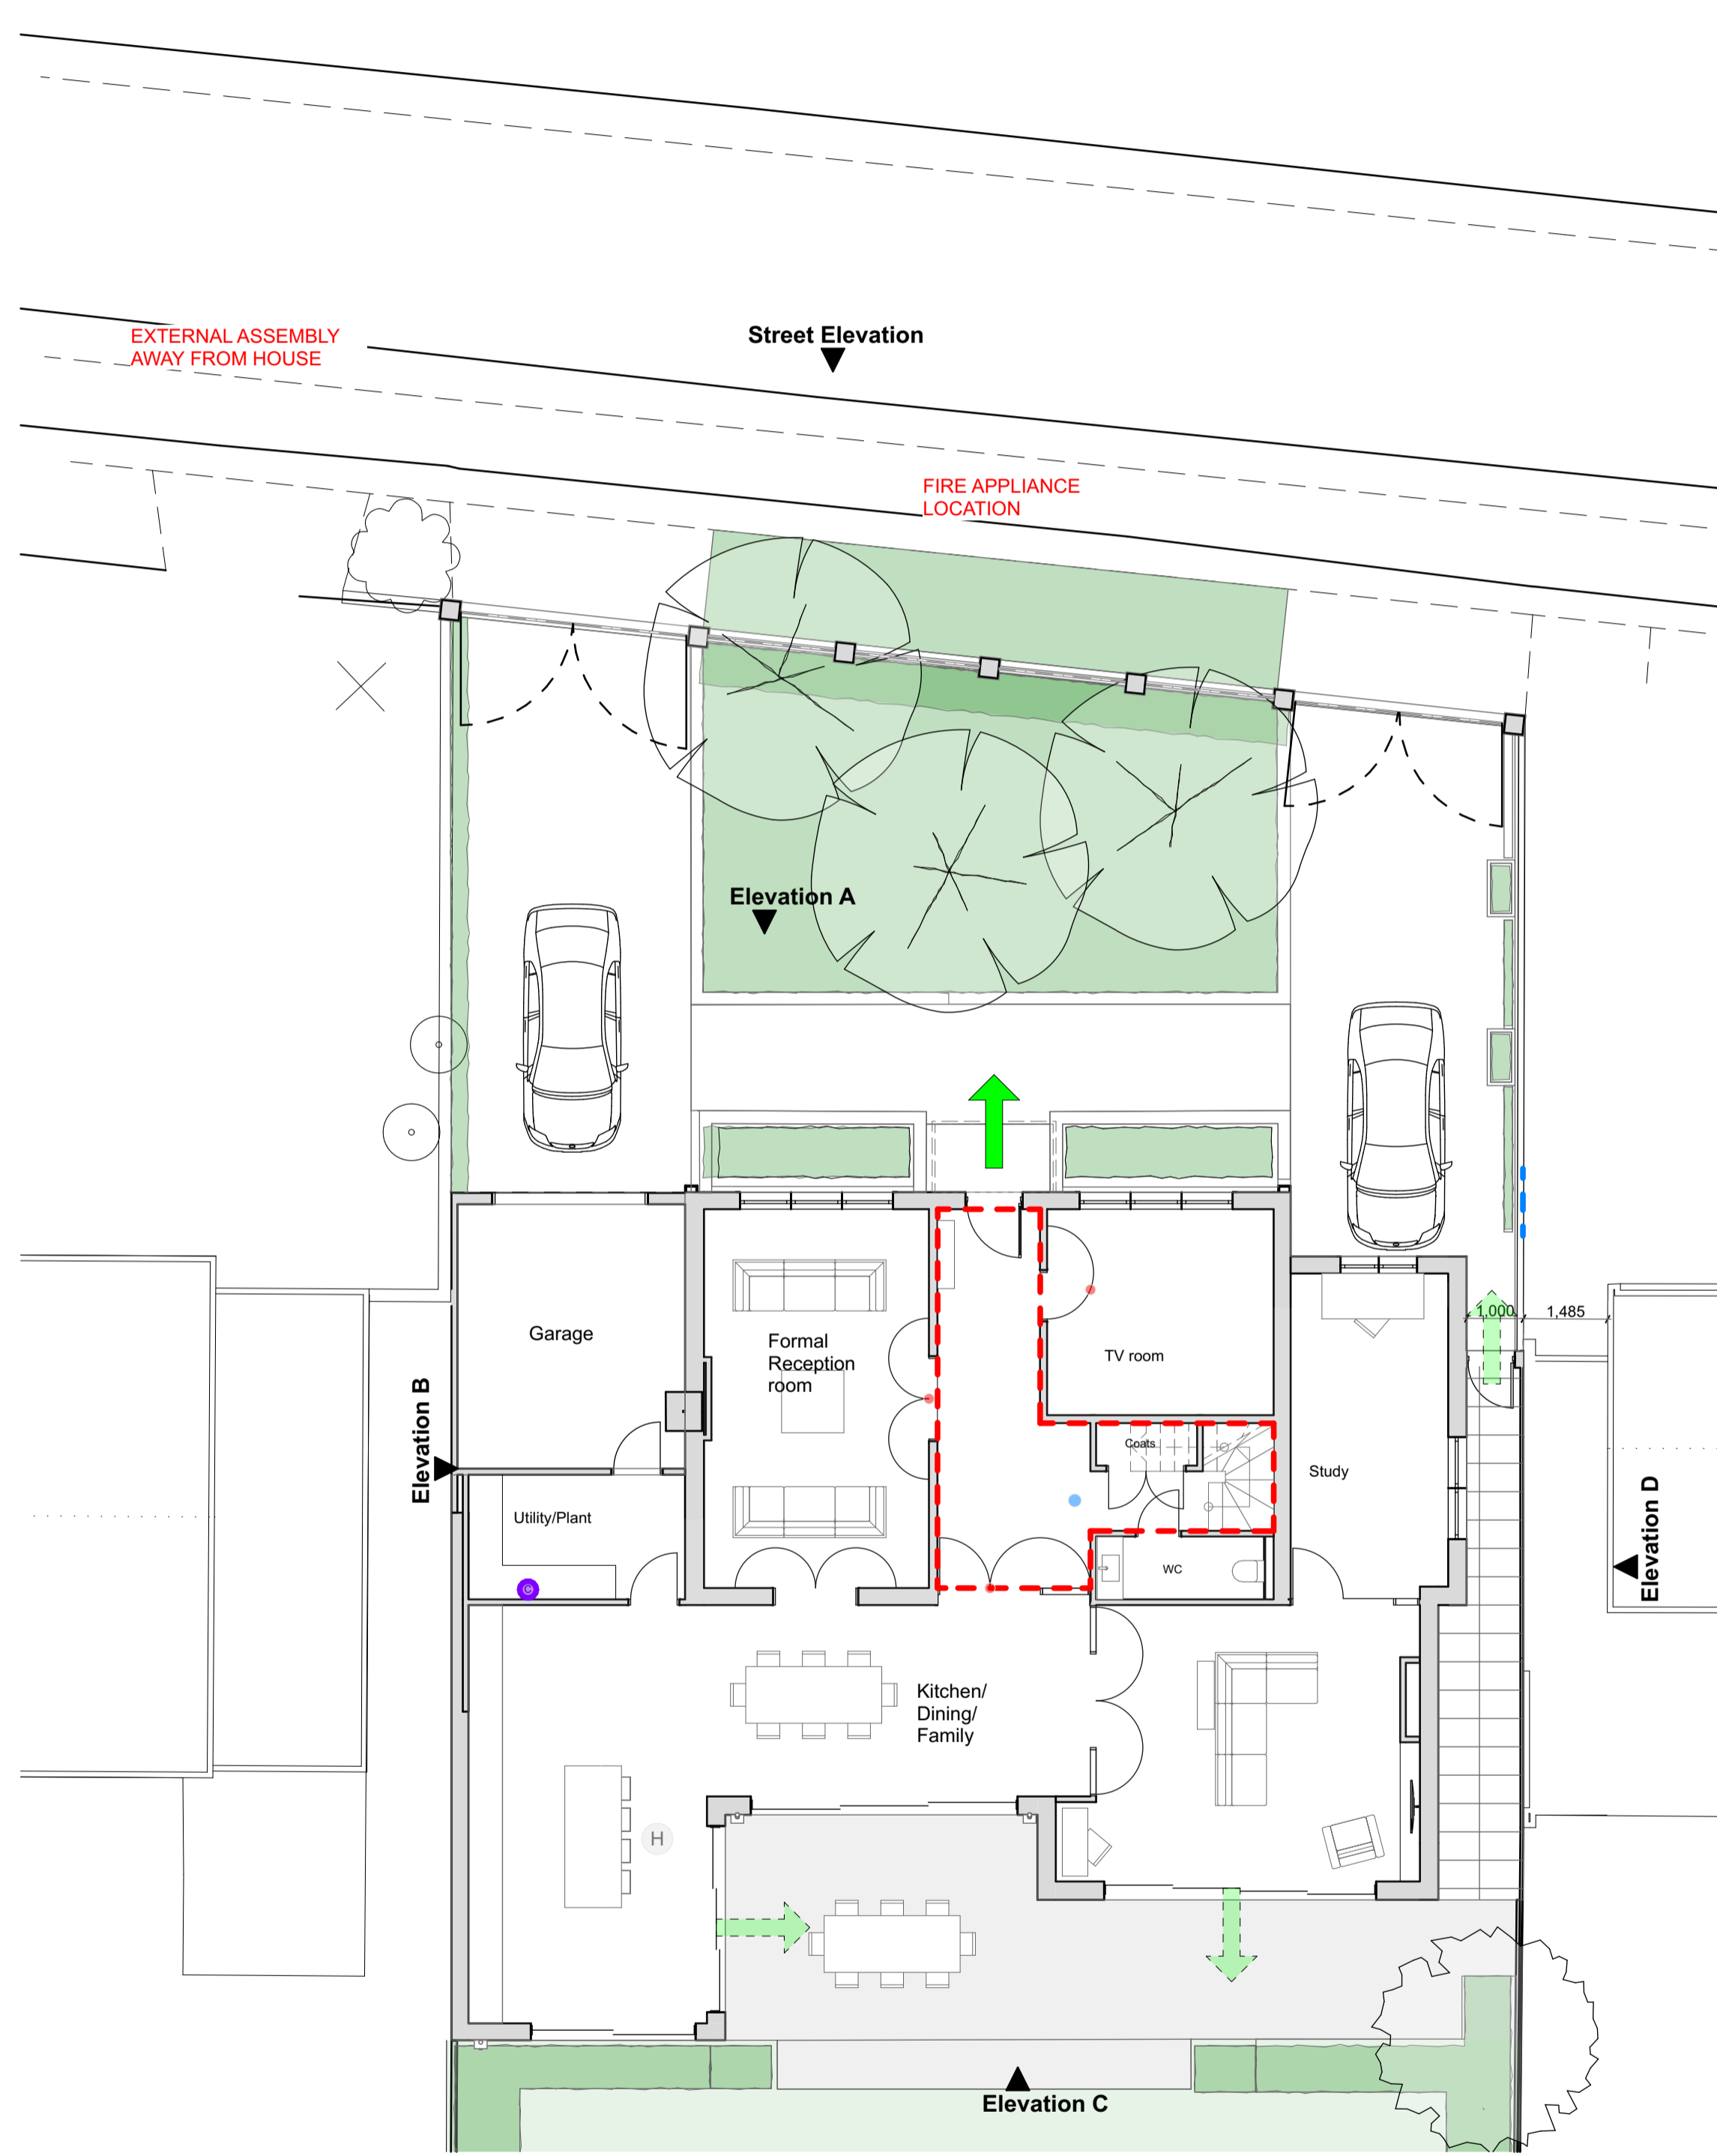 EXTERNAL ASSEMBLY
AWAY FROM HOUSE
Street Elevation
FIRE APPLIANCE
LOCATION
Elevation A
Garage
Formal
Reception
room
TV room
1,000
1,485
Elevation B
Coats
Study
Utility/Plant
WC
Elevation D
Kitchen/
Dining/
Family
H
Elevation C